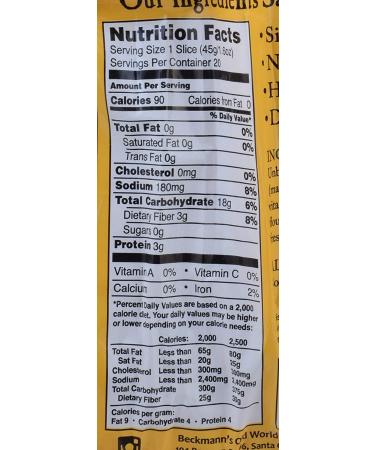 Our Ingredients Sa
Nutrition Facts
Serving Size 1 Slice (45g/1.6oz)
Servings Per Container 20
Amount Per Serving
Calories 90 Calories from Fat 0
% Daily Value*
Total Fat 0g 0%
Saturated Fat 0g 0%
Trans Fat 0g
Cholesterol 0mg 0%
Sodium 180mg 8%
Total Carbohydrate 18g 6%
Dietary Fiber 3g 8%
Sugars 0g
Protein 3g
Vitamin A 0% • Vitamin C 0%
Calcium 0% • Iron 2%
*Percent Daily Values are based on a 2,000
calorie diet. Your daily values may be higher
or lower depending on your calorie needs:
Calories: 2,000 2,500
Total Fat Less than 65g 80g
Sat Fat Less than 20g 25g
Cholesterol Less than 300mg 300mg
Sodium Less than 2,400mg 2,400mg
Total Carbohydrate 300g 375g
Dietary Fiber 25g 30g
Calories per gram:
Fat 9 • Carbohydrate 4 • Protein 4
Beckmann's Old World
•Si
•N
•H
•D